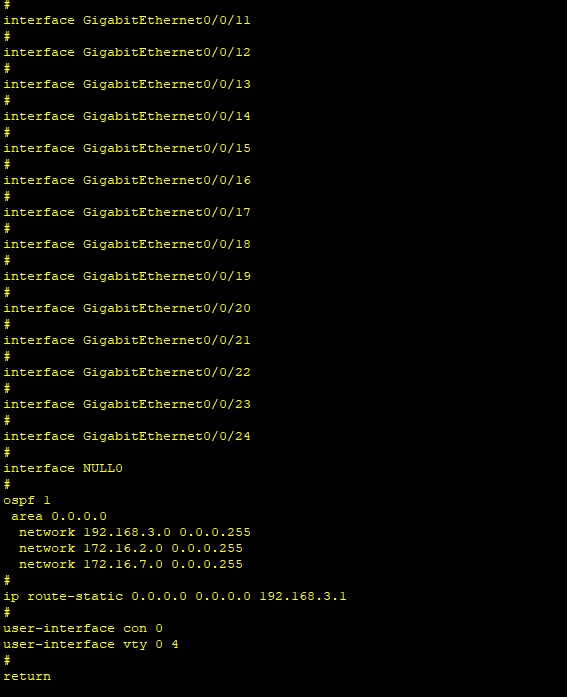 #
interface GigabitEthernet0/0/11
#
interface GigabitEthernet0/0/12
#
interface GigabitEthernet0/0/13
#
interface GigabitEthernet0/0/14
#
interface GigabitEthernet0/0/15
#
interface GigabitEthernet0/0/16
#
interface GigabitEthernet0/0/17
#
interface GigabitEthernet0/0/18
#
interface GigabitEthernet0/0/19
#
interface GigabitEthernet0/0/20
#
interface GigabitEthernet0/0/21
#
interface GigabitEthernet0/0/22
#
interface GigabitEthernet0/0/23
#
interface GigabitEthernet0/0/24
#
interface NULL0
#
ospf 1
 area 0.0.0.0
  network 192.168.3.0 0.0.0.255
  network 172.16.2.0 0.0.0.255
  network 172.16.7.0 0.0.0.255
#
ip route-static 0.0.0.0 0.0.0.0 192.168.3.1
#
user-interface con 0
user-interface vty 0 4
#
return